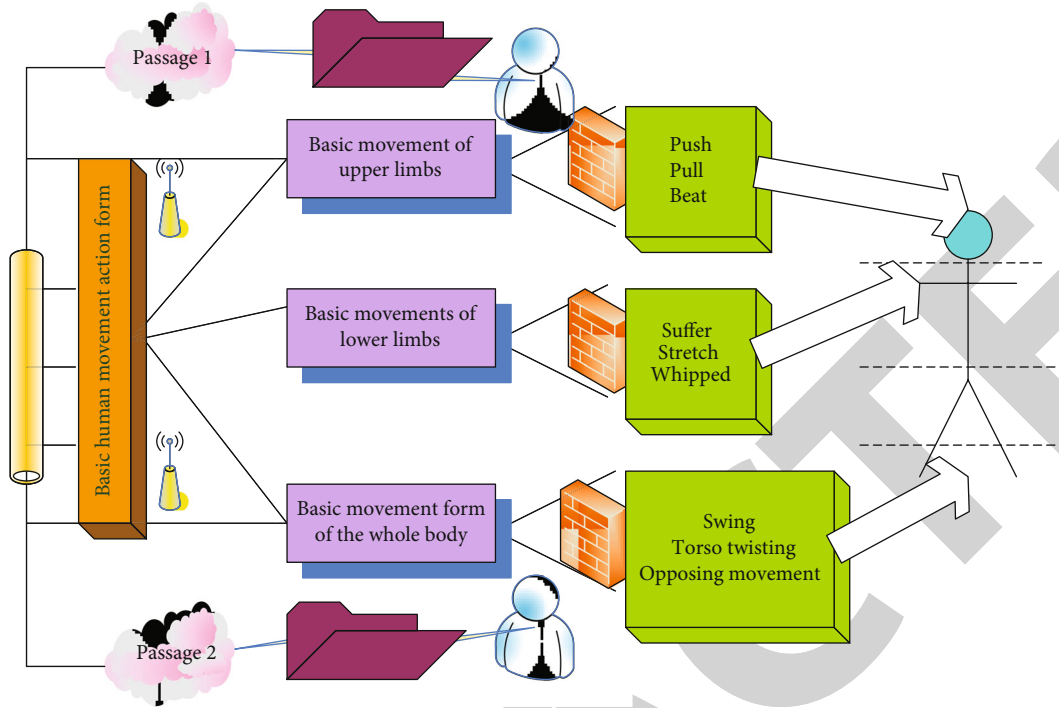 Passage 1
Basic human movement action form
Basic movement of
upper limbs
Push
Pull
Beat
Basic movements of
lower limbs
Suffer
Stretch
Whipped
Basic movement form
of the whole body
Swing
Torso twisting
Opposing movement
Passage 2